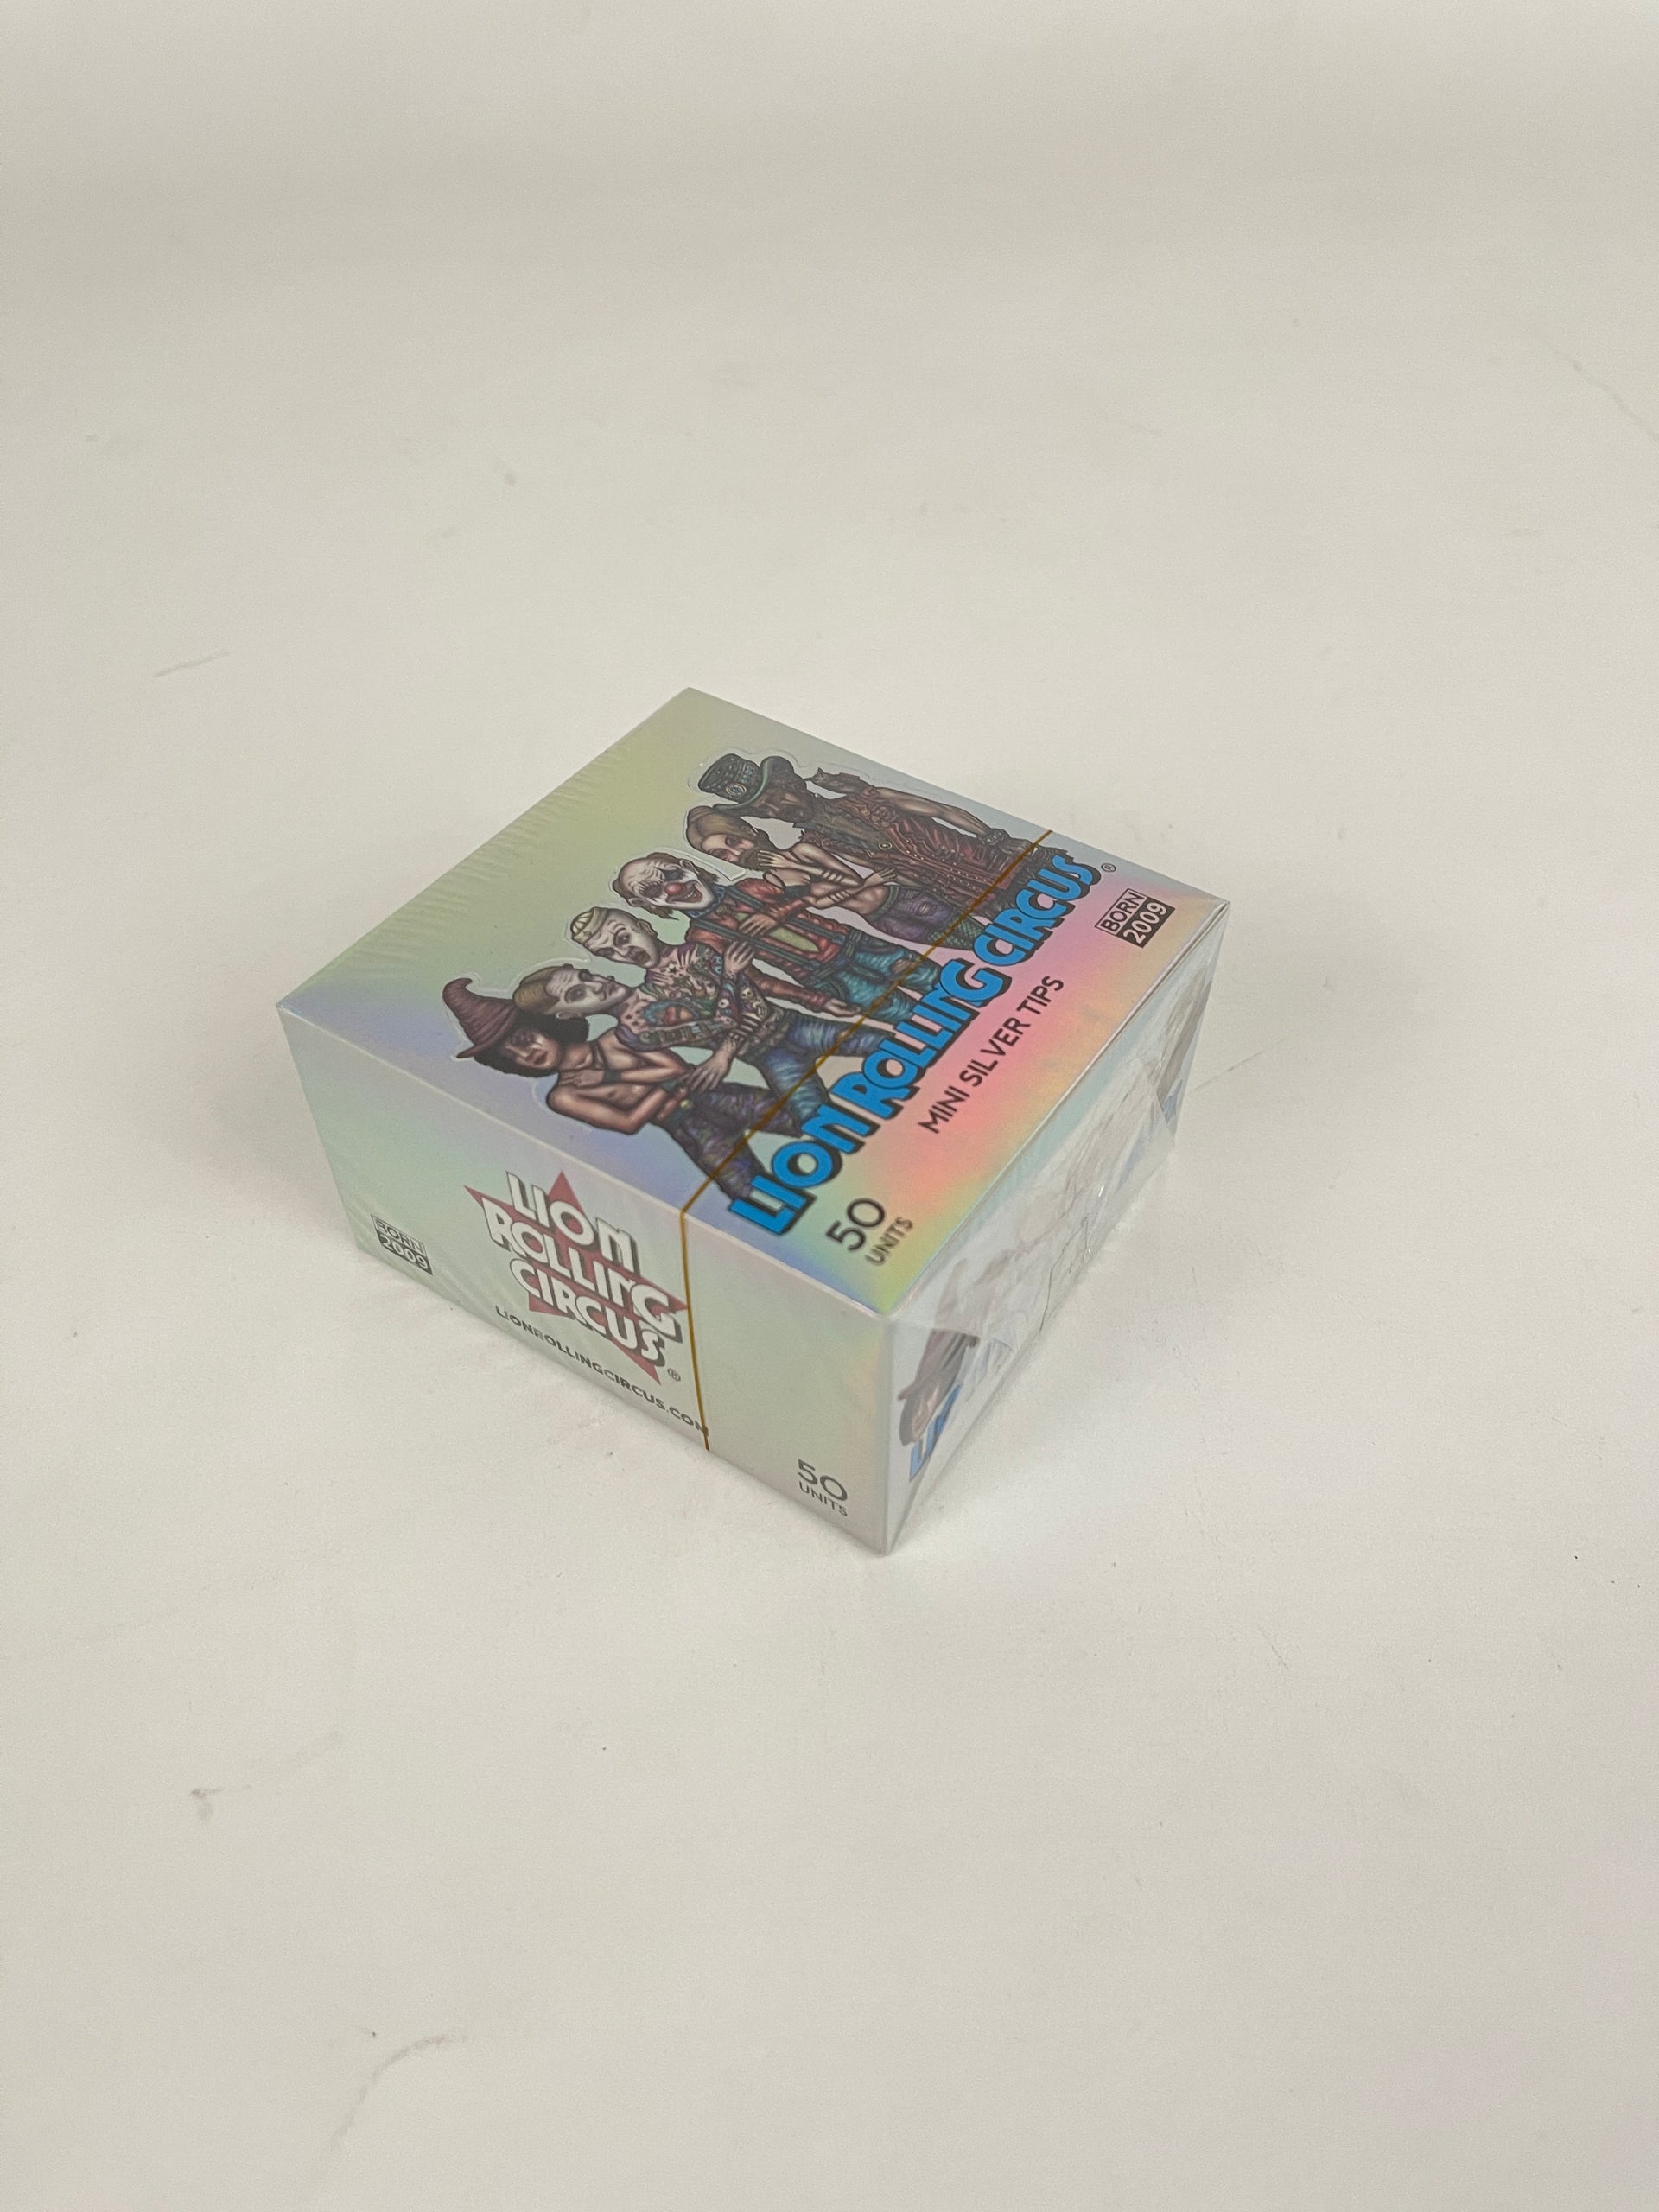 LION ROLLING CIRCUS®
BORN
2009
MINI SILVER TIPS
50
UNITS
BORN
2009
LION
ROLLING
CIRCUS®
LIONROLLINGCIRCUS.COM
50
UNITS